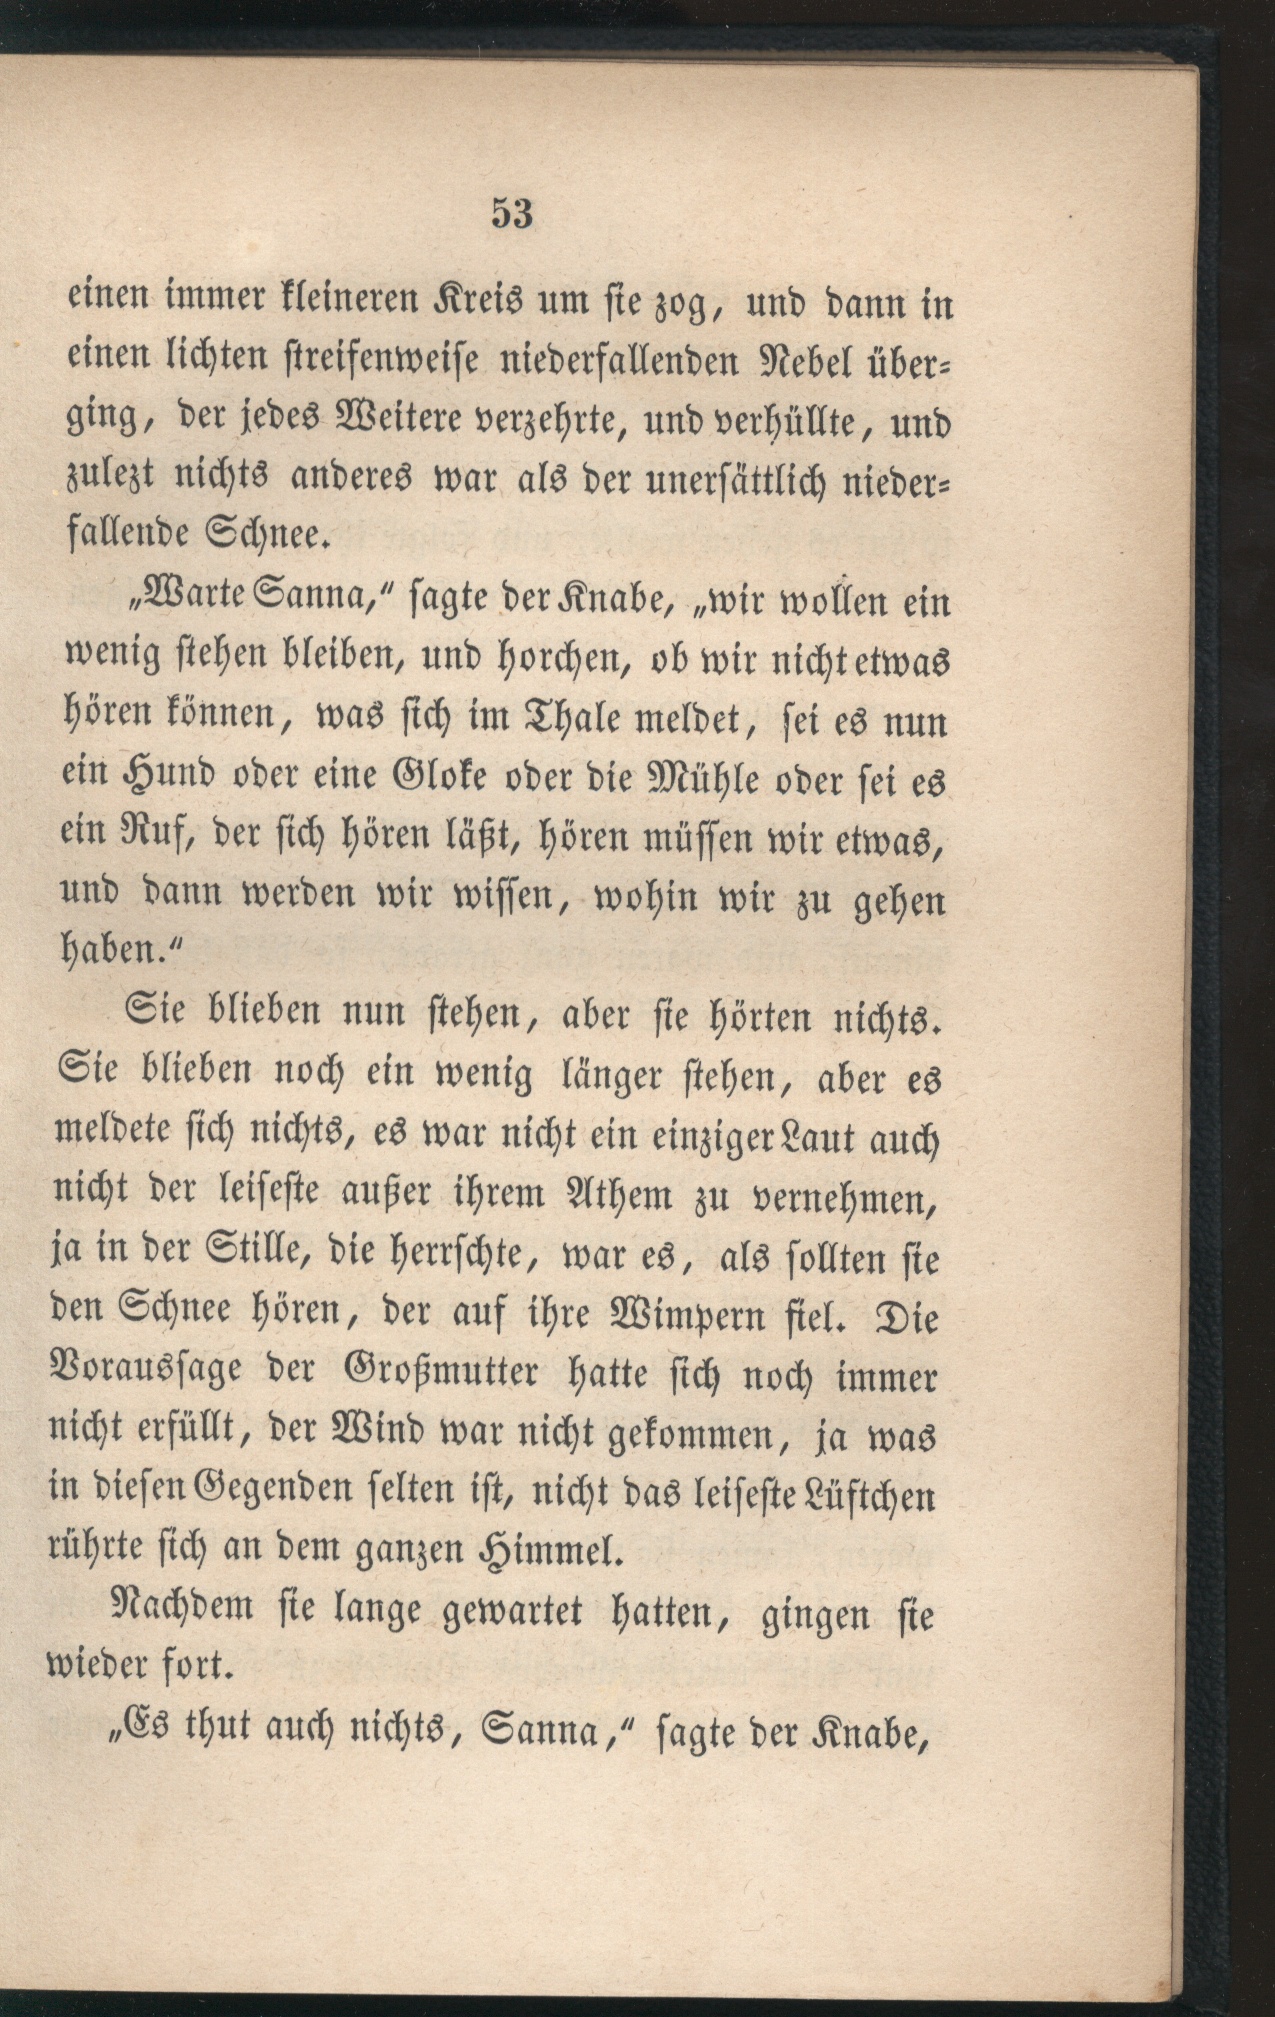 53
einen immer kleineren Kreis um sie zog, und dann in
einen lichten streifenweise niederfallenden Nebel über-
ging, der jedes Weitere verzehrte, und verhüllte, und
zulezt nichts anderes war als der unersättlich nieder-
fallende Schnee.
„Warte Sanna,“ sagte der Knabe, „wir wollen ein
wenig stehen bleiben, und horchen, ob wir nicht etwas
hören können, was sich im Thale meldet, sei es nun
ein Hund oder eine Gloke oder die Mühle oder sei es
ein Ruf, der sich hören läßt, hören müssen wir etwas,
und dann werden wir wissen, wohin wir zu gehen
haben.“
Sie blieben nun stehen, aber sie hörten nichts.
Sie blieben noch ein wenig länger stehen, aber es
meldete sich nichts, es war nicht ein einziger Laut auch
nicht der leiseste außer ihrem Athem zu vernehmen,
ja in der Stille, die herrschte, war es, als sollten sie
den Schnee hören, der auf ihre Wimpern fiel. Die
Voraussage der Großmutter hatte sich noch immer
nicht erfüllt, der Wind war nicht gekommen, ja was
in diesen Gegenden selten ist, nicht das leiseste Lüftchen
rührte sich an dem ganzen Himmel.
Nachdem sie lange gewartet hatten, gingen sie
wieder fort.
„Es thut auch nichts, Sanna,“ sagte der Knabe,